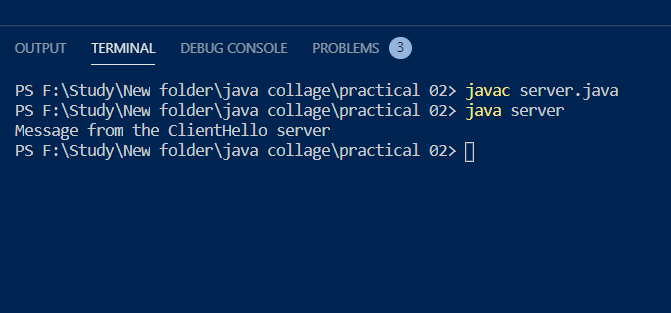 OUTPUT TERMINAL DEBUG CONSOLE PROBLEMS 3
PS F:\Study\New folder\java collage\practical 02> javac server.java
PS F:\Study\New folder\java collage\practical 02> java server
Message from the ClientHello server
PS F:\Study\New folder\java collage\practical 02>